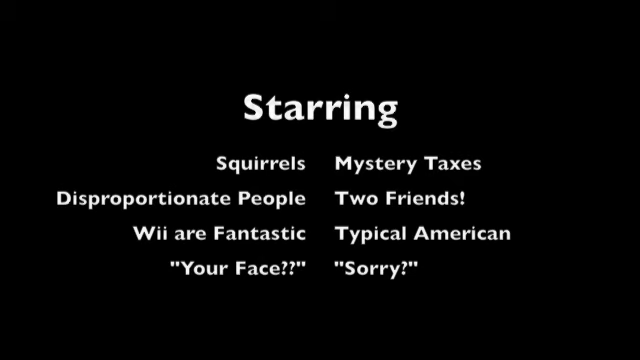 Starring
Squirrels Mystery Taxes
Disproportionate People Two Friends!
Wii are Fantastic Typical American
"Your Face??" "Sorry?"